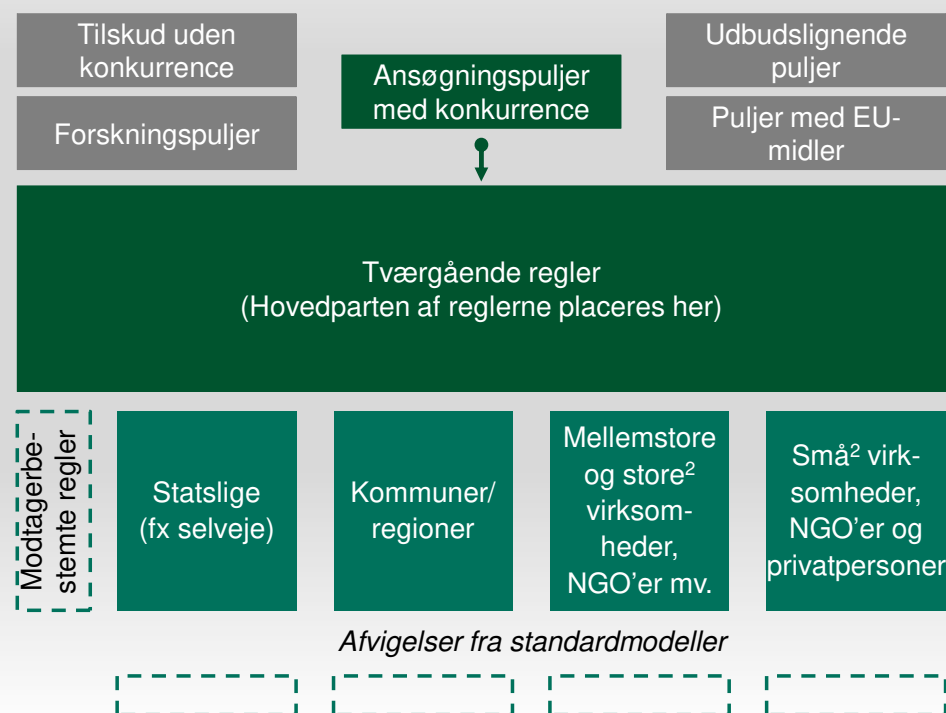 Tilskud uden
konkurrence
Forskningspuljer
Ansøgningspuljer
med konkurrence
Udbudslignende
puljer
Puljer med EU-
midler
Tværgående regler
(Hovedparten af reglerne placeres her)
Modtagerbe-
stemte regler
Statslige
(fx selveje)
Kommuner/
regioner
Mellemstore
og store²
virksom-
heder,
NGO’er mv.
Små² virk-
somheder,
NGO’er og
privatpersoner
Afvigelser fra standardmodeller